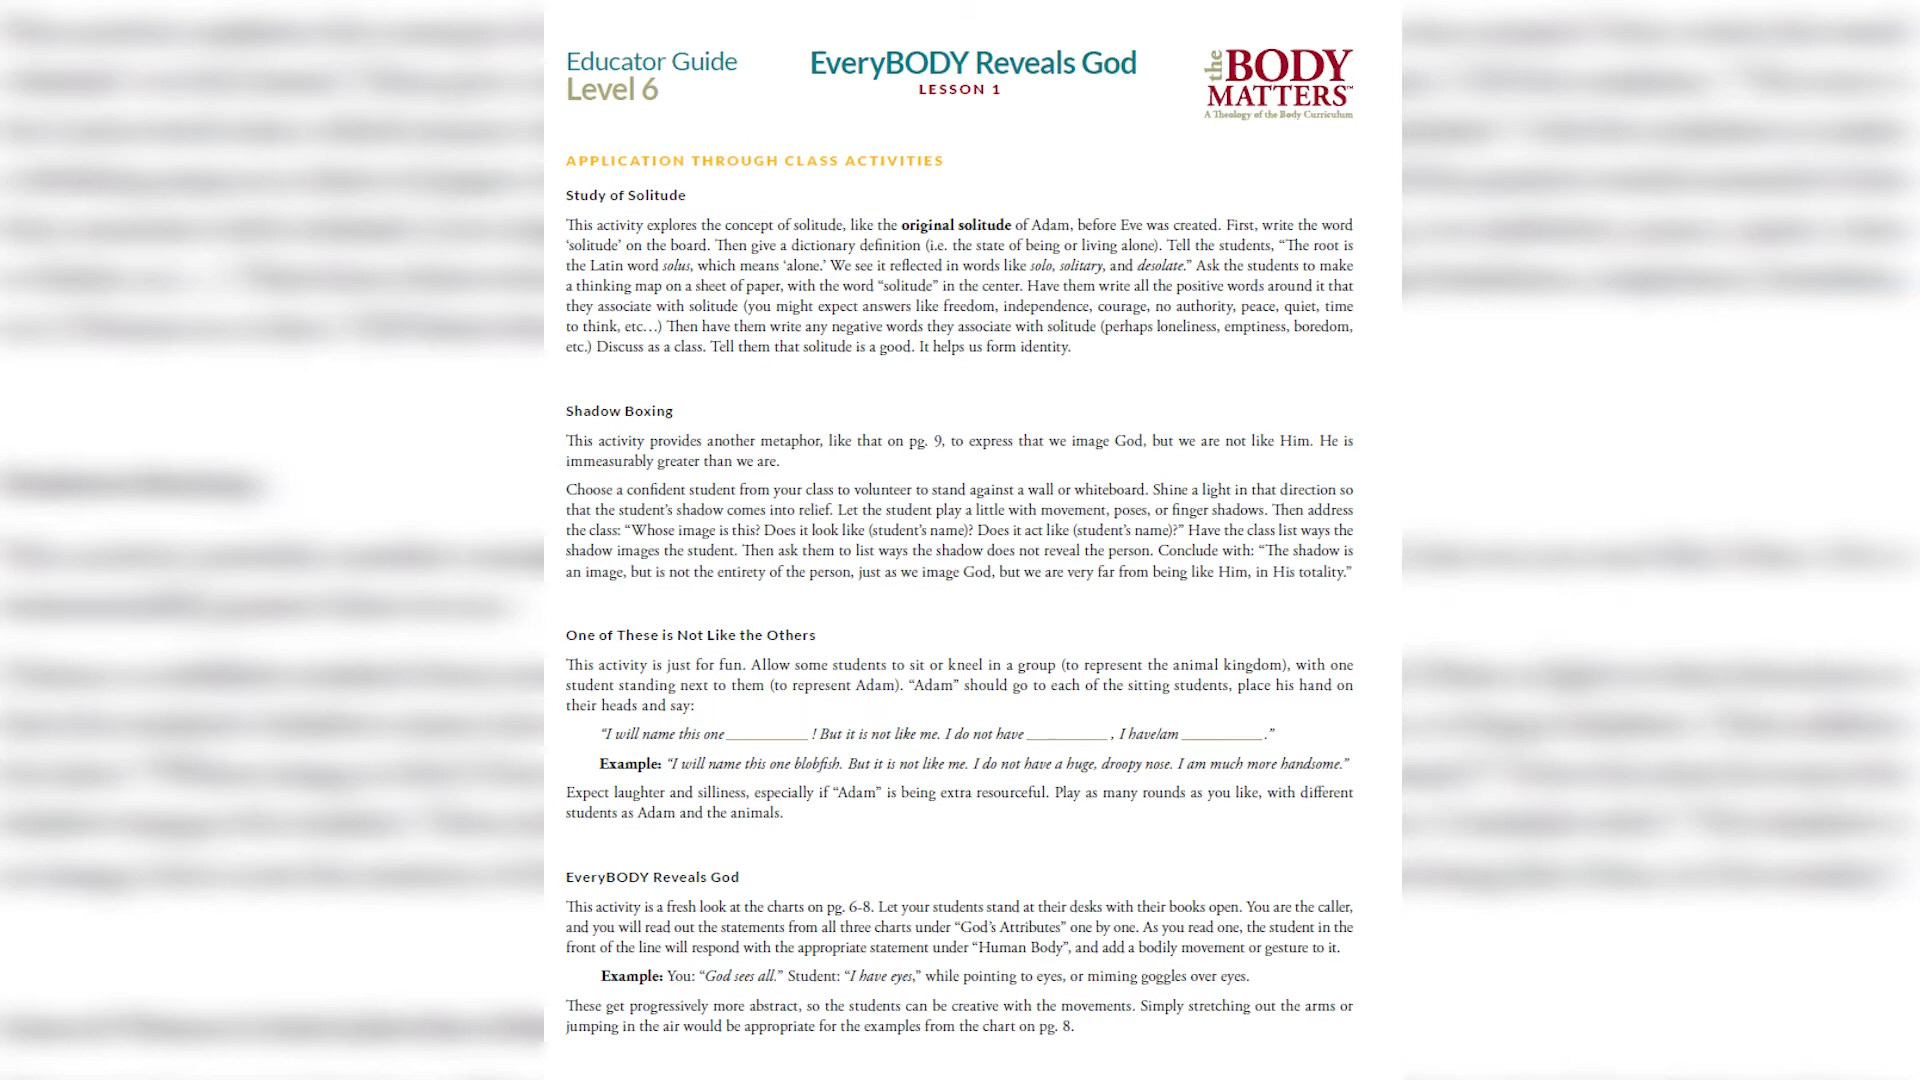 Educator Guide
Level 6
EveryBODY Reveals God
LESSON 1
the BODY
MATTERS™
A Theology of the Body Curriculum
APPLICATION THROUGH CLASS ACTIVITIES
Study of Solitude
This activity explores the concept of solitude, like the original solitude of Adam, before Eve was created. First, write the word
‘solitude’ on the board. Then give a dictionary definition (i.e. the state of being or living alone). Tell the students, “The root is
the Latin word solus, which means ‘alone.’ We see it reflected in words like solo, solitary, and desolate.” Ask the students to make
a thinking map on a sheet of paper, with the word “solitude” in the center. Have them write all the positive words around it that
they associate with solitude (you might expect answers like freedom, independence, courage, no authority, peace, quiet, time
to think, etc…) Then have them write any negative words they associate with solitude (perhaps loneliness, emptiness, boredom,
etc.) Discuss as a class. Tell them that solitude is a good. It helps us form identity.
Shadow Boxing
This activity provides another metaphor, like that on pg. 9, to express that we image God, but we are not like Him. He is
immeasurably greater than we are.
Choose a confident student from your class to volunteer to stand against a wall or whiteboard. Shine a light in that direction so
that the student’s shadow comes into relief. Let the student play a little with movement, poses, or finger shadows. Then address
the class: “Whose image is this? Does it look like (student’s name)? Does it act like (student’s name)?” Have the class list ways the
shadow images the student. Then ask them to list ways the shadow does not reveal the person. Conclude with: “The shadow is
an image, but is not the entirety of the person, just as we image God, but we are very far from being like Him, in His totality.”
One of These is Not Like the Others
This activity is just for fun. Allow some students to sit or kneel in a group (to represent the animal kingdom), with one
student standing next to them (to represent Adam). “Adam” should go to each of the sitting students, place his hand on
their heads and say:
“I will name this one __________ ! But it is not like me. I do not have __________ , I have/am __________.”
Example: “I will name this one blobfish. But it is not like me. I do not have a huge, droopy nose. I am much more handsome.”
Expect laughter and silliness, especially if “Adam” is being extra resourceful. Play as many rounds as you like, with different
students as Adam and the animals.
EveryBODY Reveals God
This activity is a fresh look at the charts on pg. 6-8. Let your students stand at their desks with their books open. You are the caller,
and you will read out the statements from all three charts under “God’s Attributes” one by one. As you read one, the student in the
front of the line will respond with the appropriate statement under “Human Body”, and add a bodily movement or gesture to it.
Example: You: “God sees all.” Student: “I have eyes,” while pointing to eyes, or miming goggles over eyes.
These get progressively more abstract, so the students can be creative with the movements. Simply stretching out the arms or
jumping in the air would be appropriate for the examples from the chart on pg. 8.